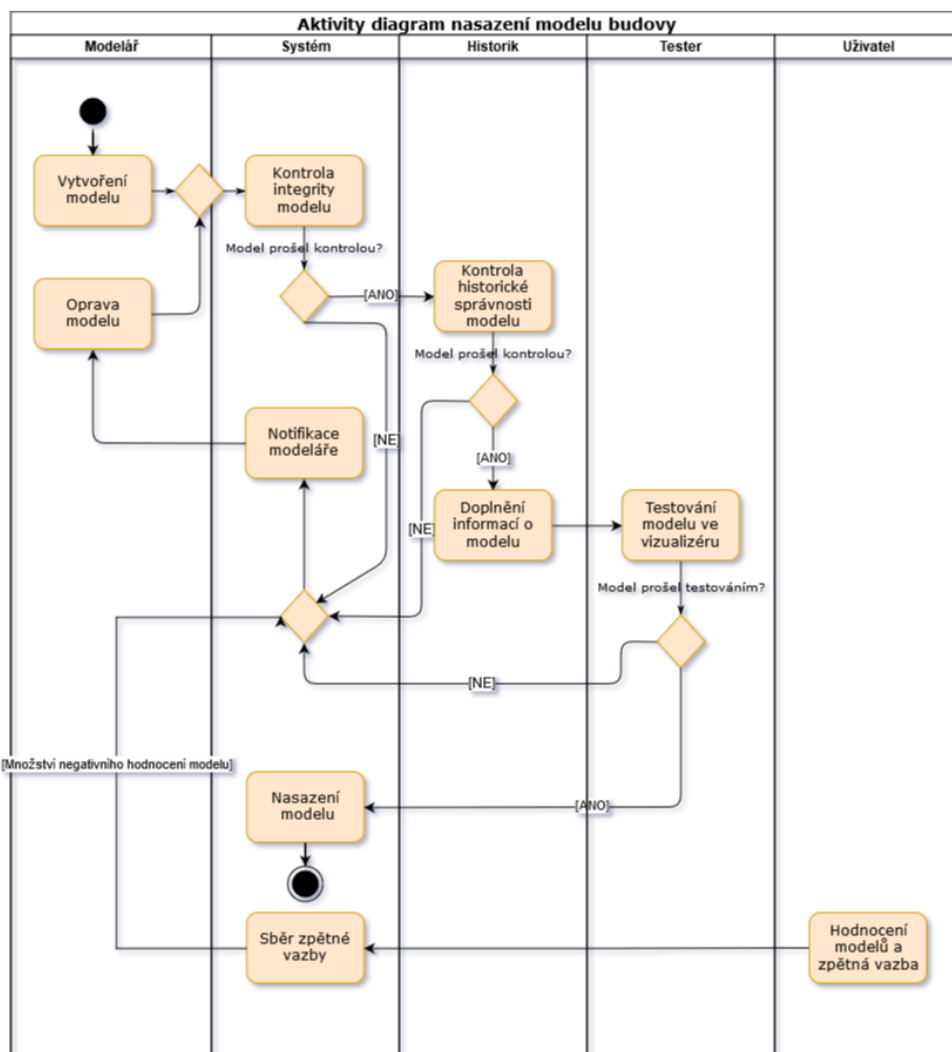 Aktivity diagram nasazení modelu budovy
Modelář
Systém
Historik
Tester
Uživatel
Vytvoření
modelu
Kontrola
integrity
modelu
Model prošel kontrolou?
[ANO]
Kontrola
historické
správnosti
modelu
Oprava
modelu
Model prošel kontrolou?
Notifikace
modeláře
[NE]
[ANO]
Doplnění
informací o
modelu
[NE]
Testování
modelu ve
vizualizéru
Model prošel testováním?
[NE]
[Množství negativního hodnocení modelu]
Nasazení
modelu
[ANO]
Sběr zpětné
vazby
Hodnocení
modelů a
zpětná vazba